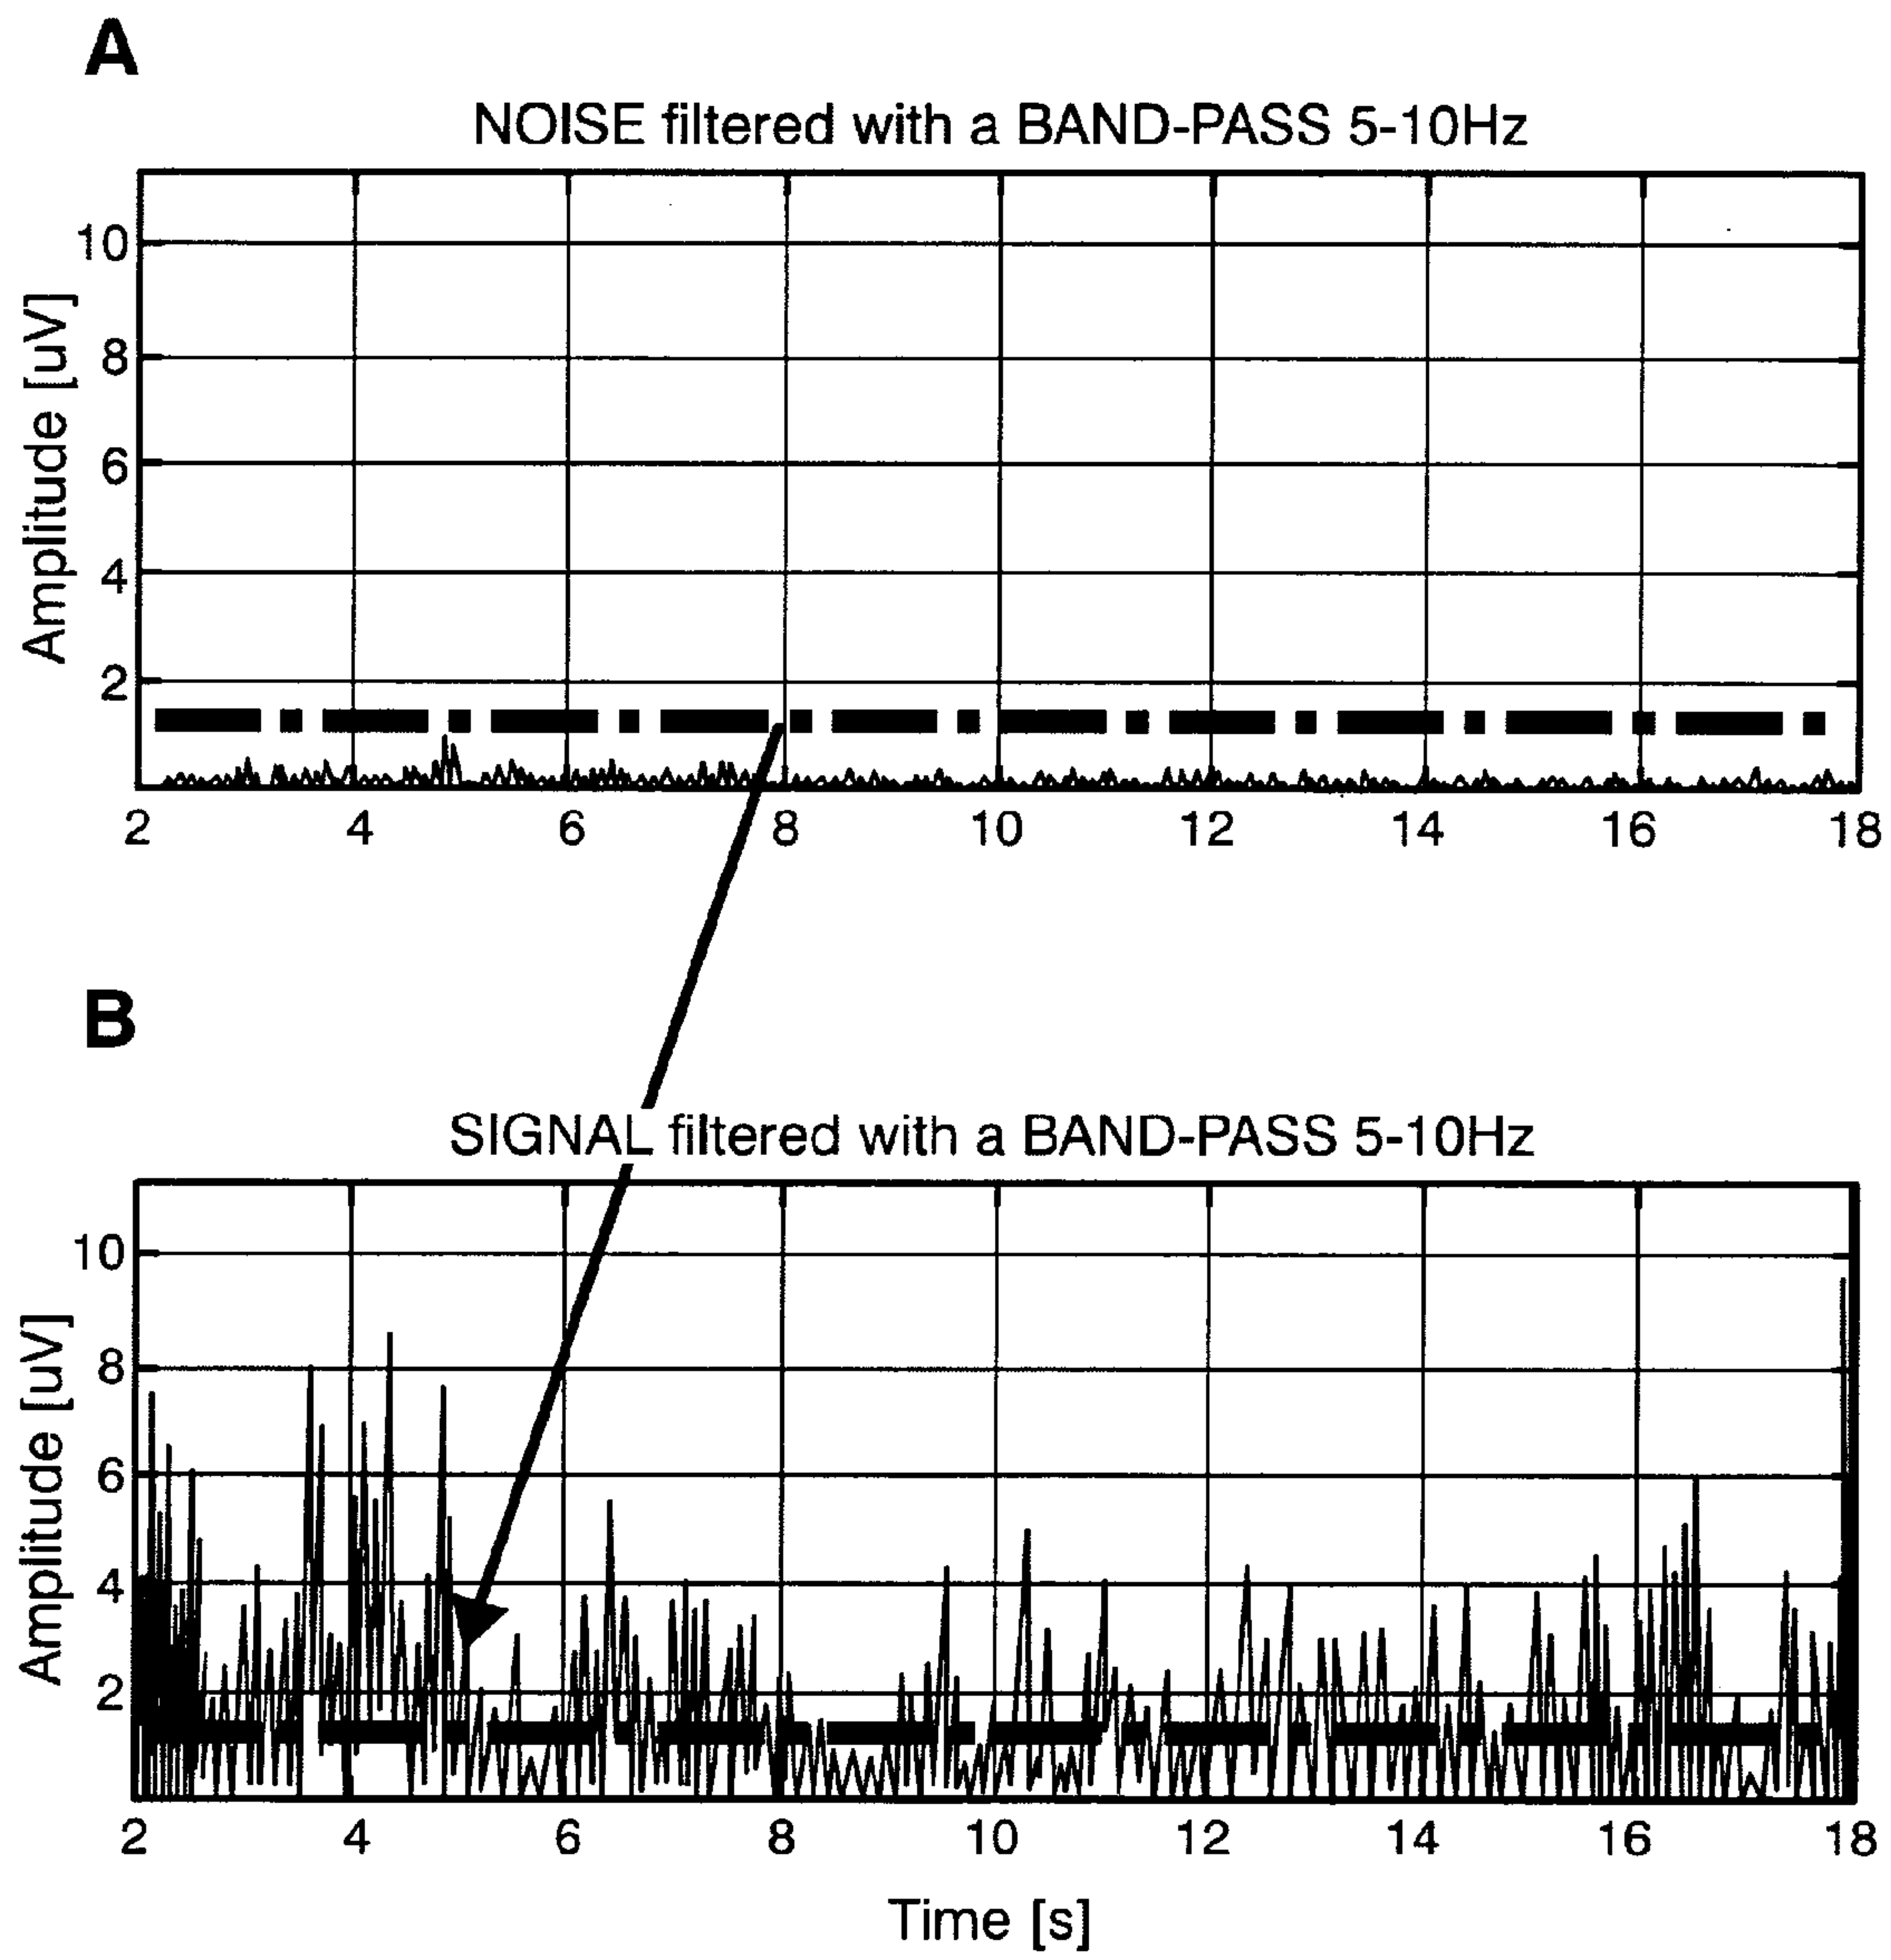 A
NOISE filtered with a BAND-PASS 5-10Hz
Amplitude [uV]
10
8
6
4
2
2 4 6 8 10 12 14 16 18
B
SIGNAL filtered with a BAND-PASS 5-10Hz
Amplitude [uV]
10
8
6
4
2
2 4 6 8 10 12 14 16 18
Time [s]